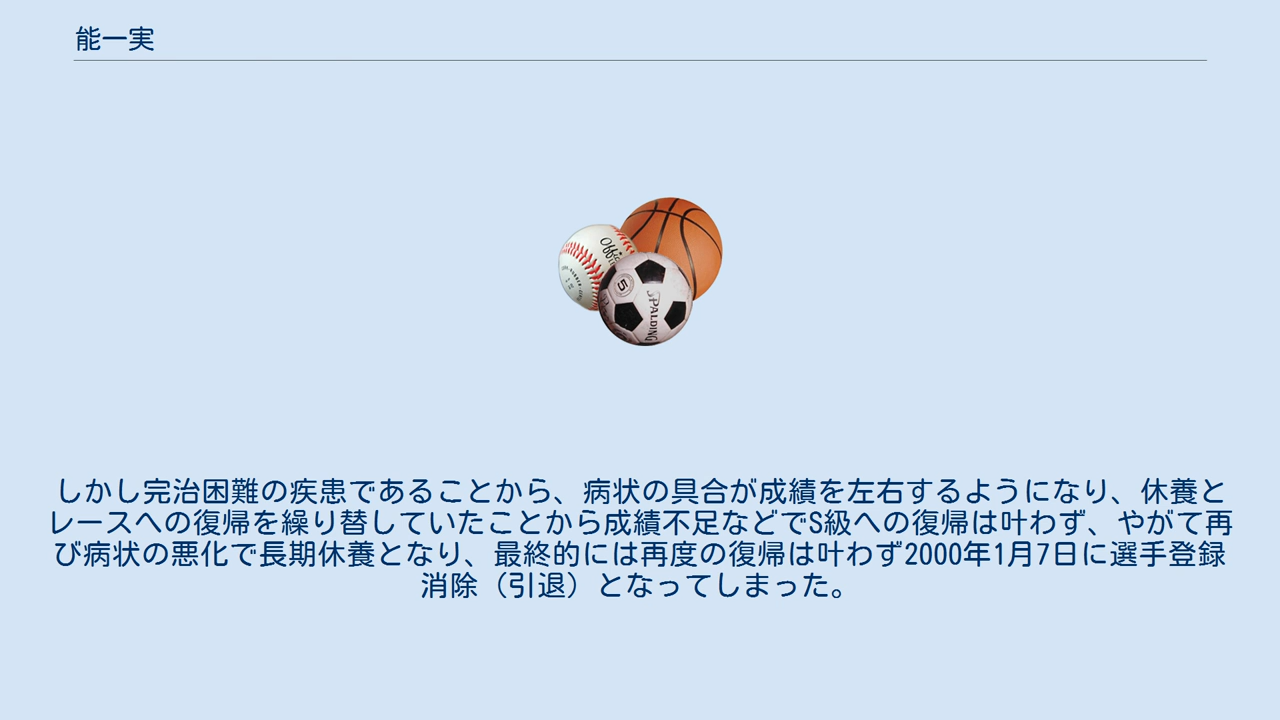 能一実
Offic
5
SPALDING
しかし完治困難の疾患であることから、病状の具合が成績を左右するようになり、休養と
レースへの復帰を繰り替していたことから成績不足などでS級への復帰は叶わず、やがて再
び病状の悪化で長期休養となり、最終的には再度の復帰は叶わず2000年1月7日に選手登録
消除（引退）となってしまった。